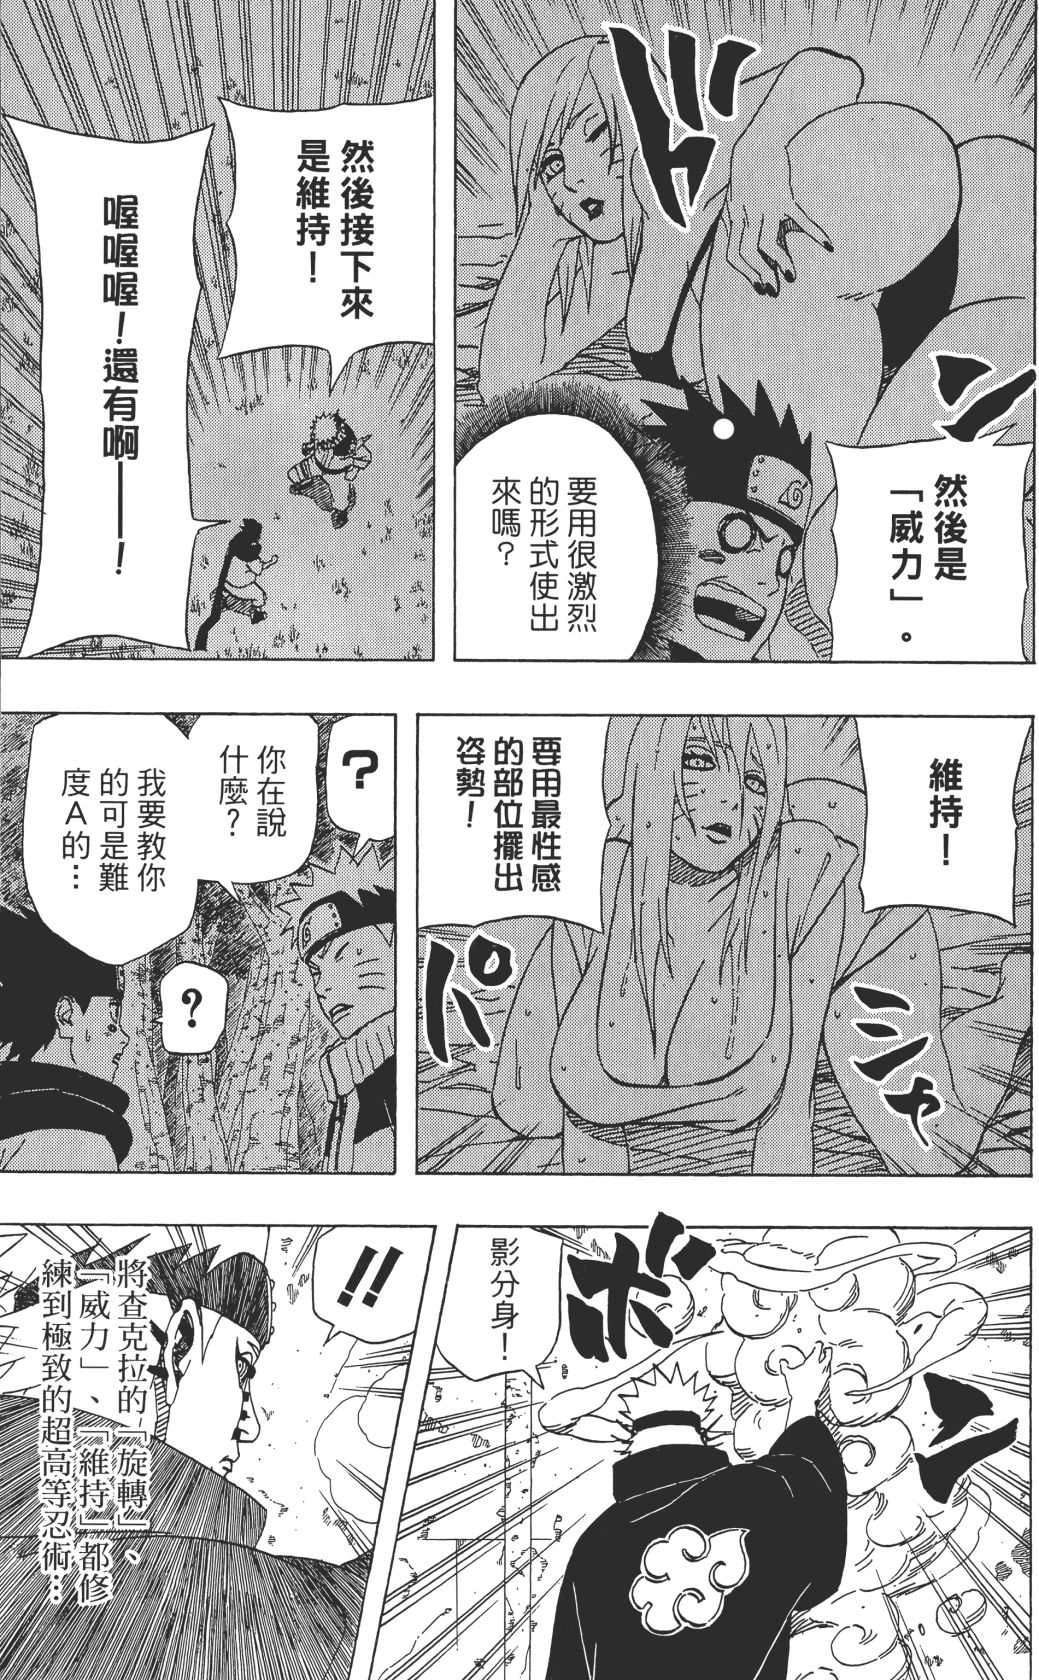 然後是
「威力」。
要用很激烈
的形式使出
來嗎？
ドドン
然後接下來
是維持！
喔喔喔！還有啊——！
維持！
要用最性感
的部位擺出
姿勢！
パシャ
？
你在說
什麼？
我要教你
的可是難
度A的…
？
影分身！
ボン
!!
將查克拉的「旋轉」、
「威力」、「維持」都修
練到極致的超高等忍術…